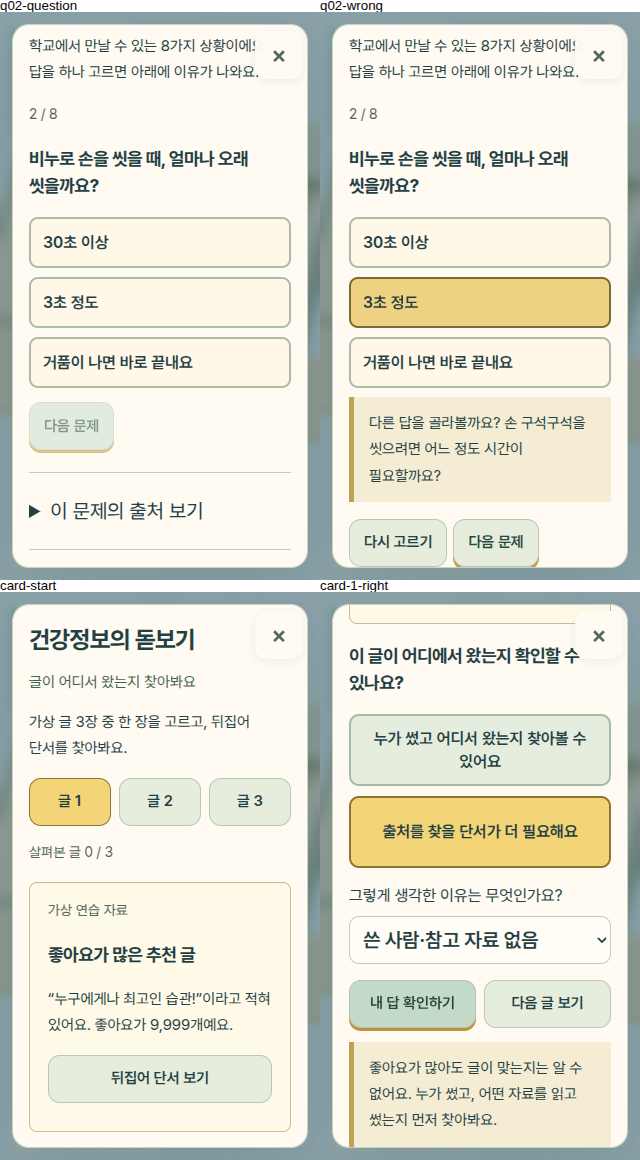 q02-question
학교에서 만날 수 있는 8가지 상황이에요
답을 하나 고르면 아래에 이유가 나와요.
×
2 / 8
비누로 손을 씻을 때, 얼마나 오래
씻을까요?
30초 이상
3초 정도
거품이 나면 바로 끝내요
다음 문제
▶ 이 문제의 출처 보기
q02-wrong
학교에서 만날 수 있는 8가지 상황이에요
답을 하나 고르면 아래에 이유가 나와요.
×
2 / 8
비누로 손을 씻을 때, 얼마나 오래
씻을까요?
30초 이상
3초 정도
거품이 나면 바로 끝내요
다른 답을 골라볼까요? 손 구석구석을
씻으려면 어느 정도 시간이
필요할까요?
다시 고르기
다음 문제
card-start
건강정보의 돋보기
×
글이 어디서 왔는지 찾아봐요
가상 글 3장 중 한 장을 고르고, 뒤집어
단서를 찾아봐요.
글 1
글 2
글 3
살펴본 글 0 / 3
가상 연습 자료
좋아요가 많은 추천 글
“누구에게나 최고인 습관!”이라고 적혀
있어요. 좋아요가 9,999개예요.
뒤집어 단서 보기
card-1-right
×
이 글이 어디에서 왔는지 확인할 수
있나요?
누가 썼고 어디서 왔는지 찾아볼 수
있어요
출처를 찾을 단서가 더 필요해요
그렇게 생각한 이유는 무엇인가요?
쓴 사람·참고 자료 없음
내 답 확인하기
다음 글 보기
좋아요가 많아도 글이 맞는지는 알 수
없어요. 누가 썼고, 어떤 자료를 읽고
썼는지 먼저 찾아봐요.